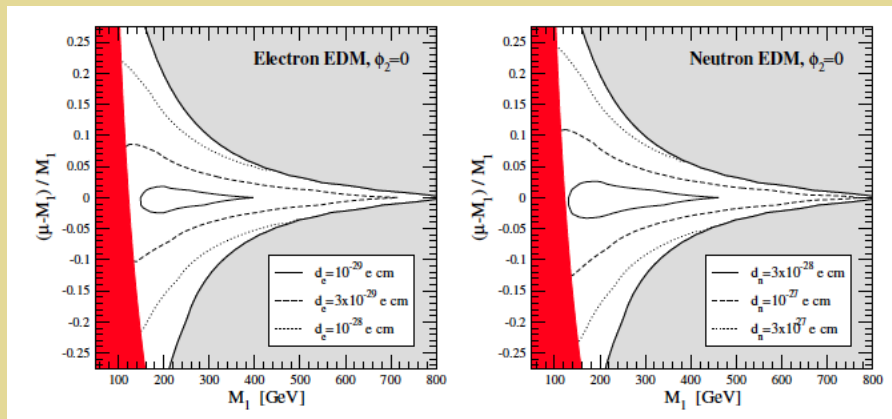 Electron EDM, ϕ₂=0
0.25
0.2
0.15
0.1
0.05
0
-0.05
-0.1
-0.15
-0.2
-0.25
(μ-M₁) / M₁
dₑ=10⁻²⁹ e cm
dₑ=3x10⁻²⁹ e cm
dₑ=10⁻²⁸ e cm
100 200 300 400 500 600 700 800
M₁ [GeV]
Neutron EDM, ϕ₂=0
0.25
0.2
0.15
0.1
0.05
0
-0.05
-0.1
-0.15
-0.2
-0.25
(μ-M₁) / M₁
dₙ=3x10⁻²⁸ e cm
dₙ=10⁻²⁷ e cm
dₙ=3x10⁻²⁷ e cm
100 200 300 400 500 600 700 800
M₁ [GeV]